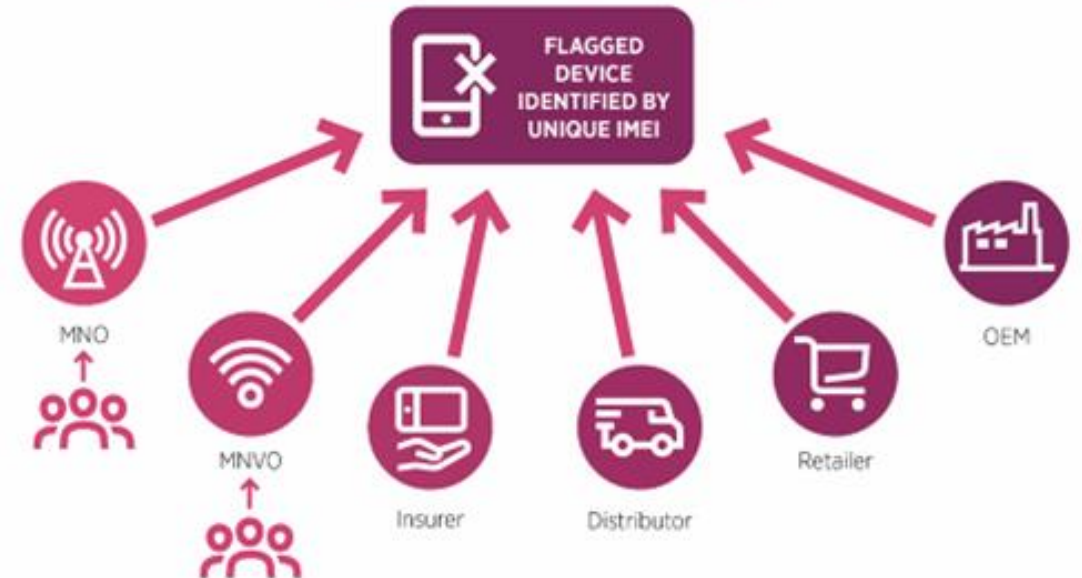 FLAGGED
DEVICE
IDENTIFIED BY
UNIQUE IMEI
MNO
OEM
MNVO
Retailer
Insurer
Distributor